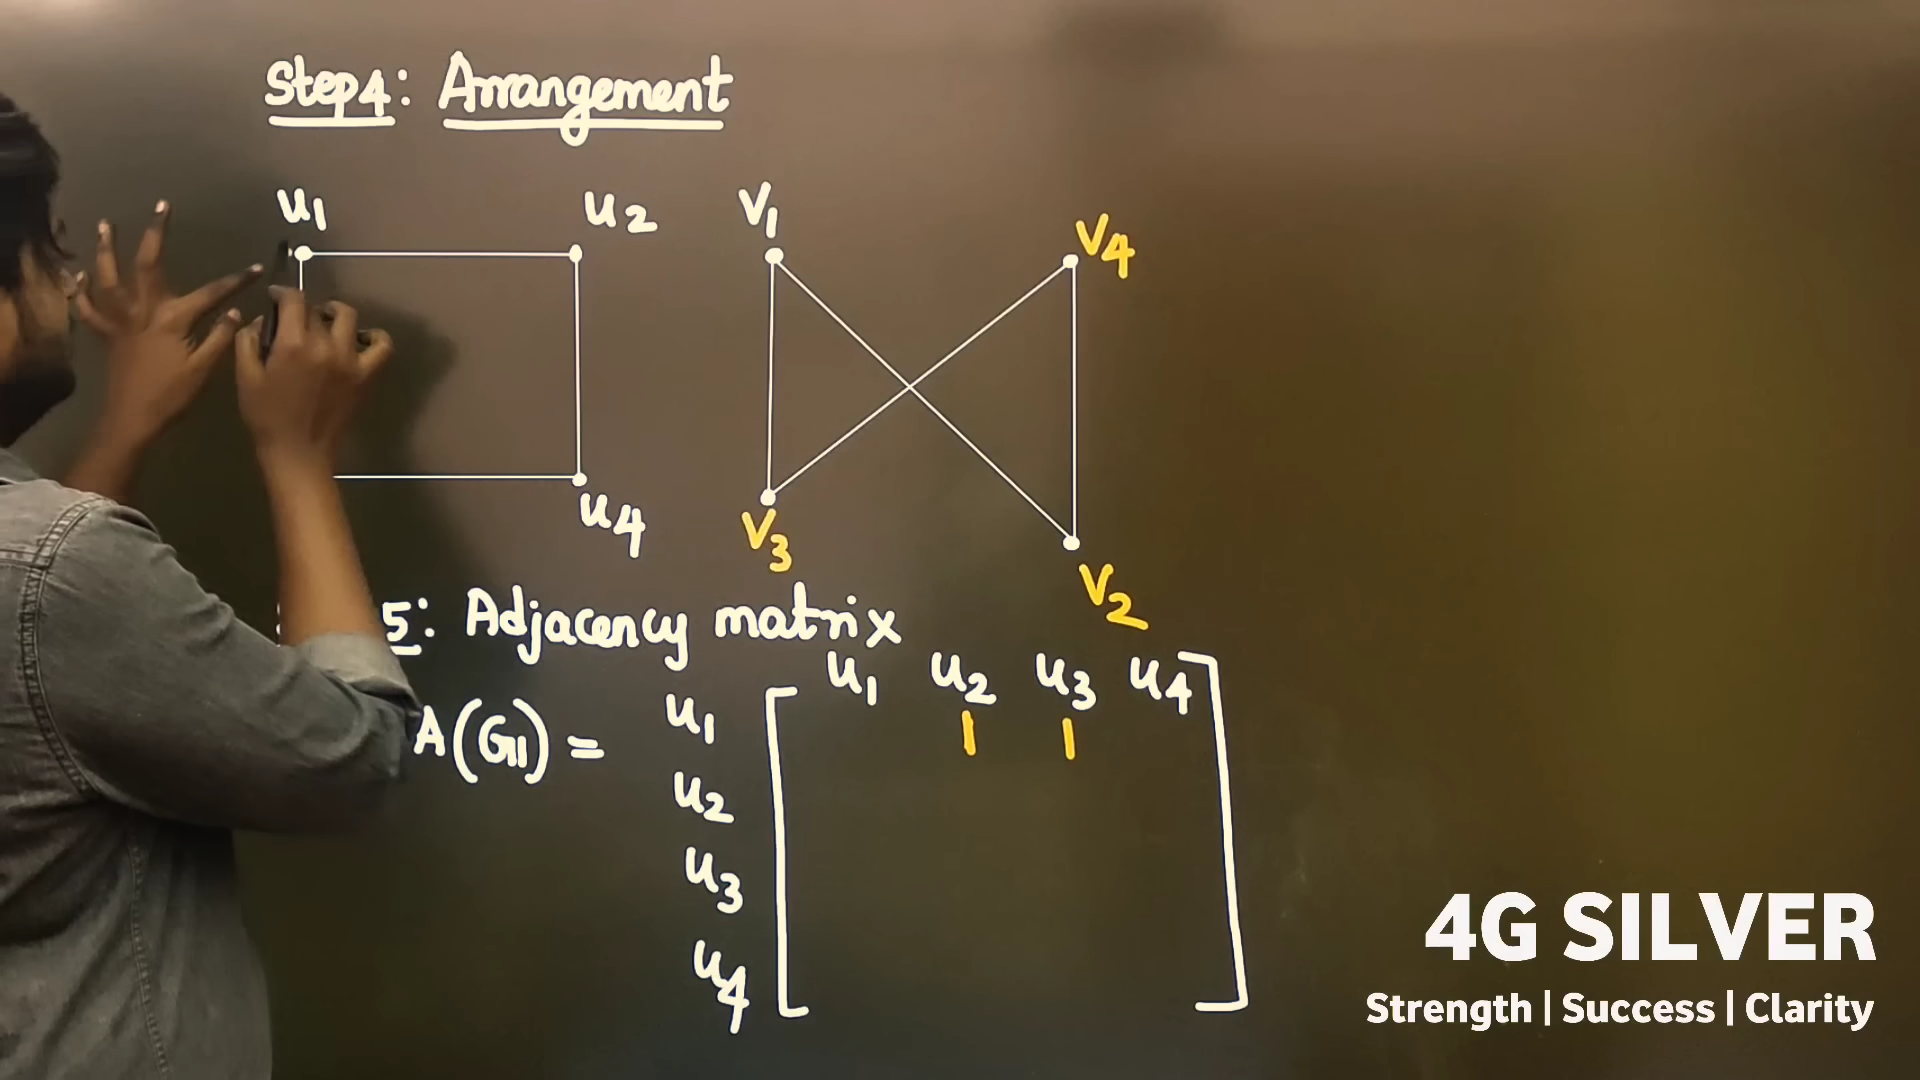 Step4: Arrangement
u1 u2 v1 v4
u4 v3 v2
5: Adjacency matrix
u1 u2 u3 u4
A(G1) = u1 1 1
u2
u3
u4
4G SILVER
Strength | Success | Clarity